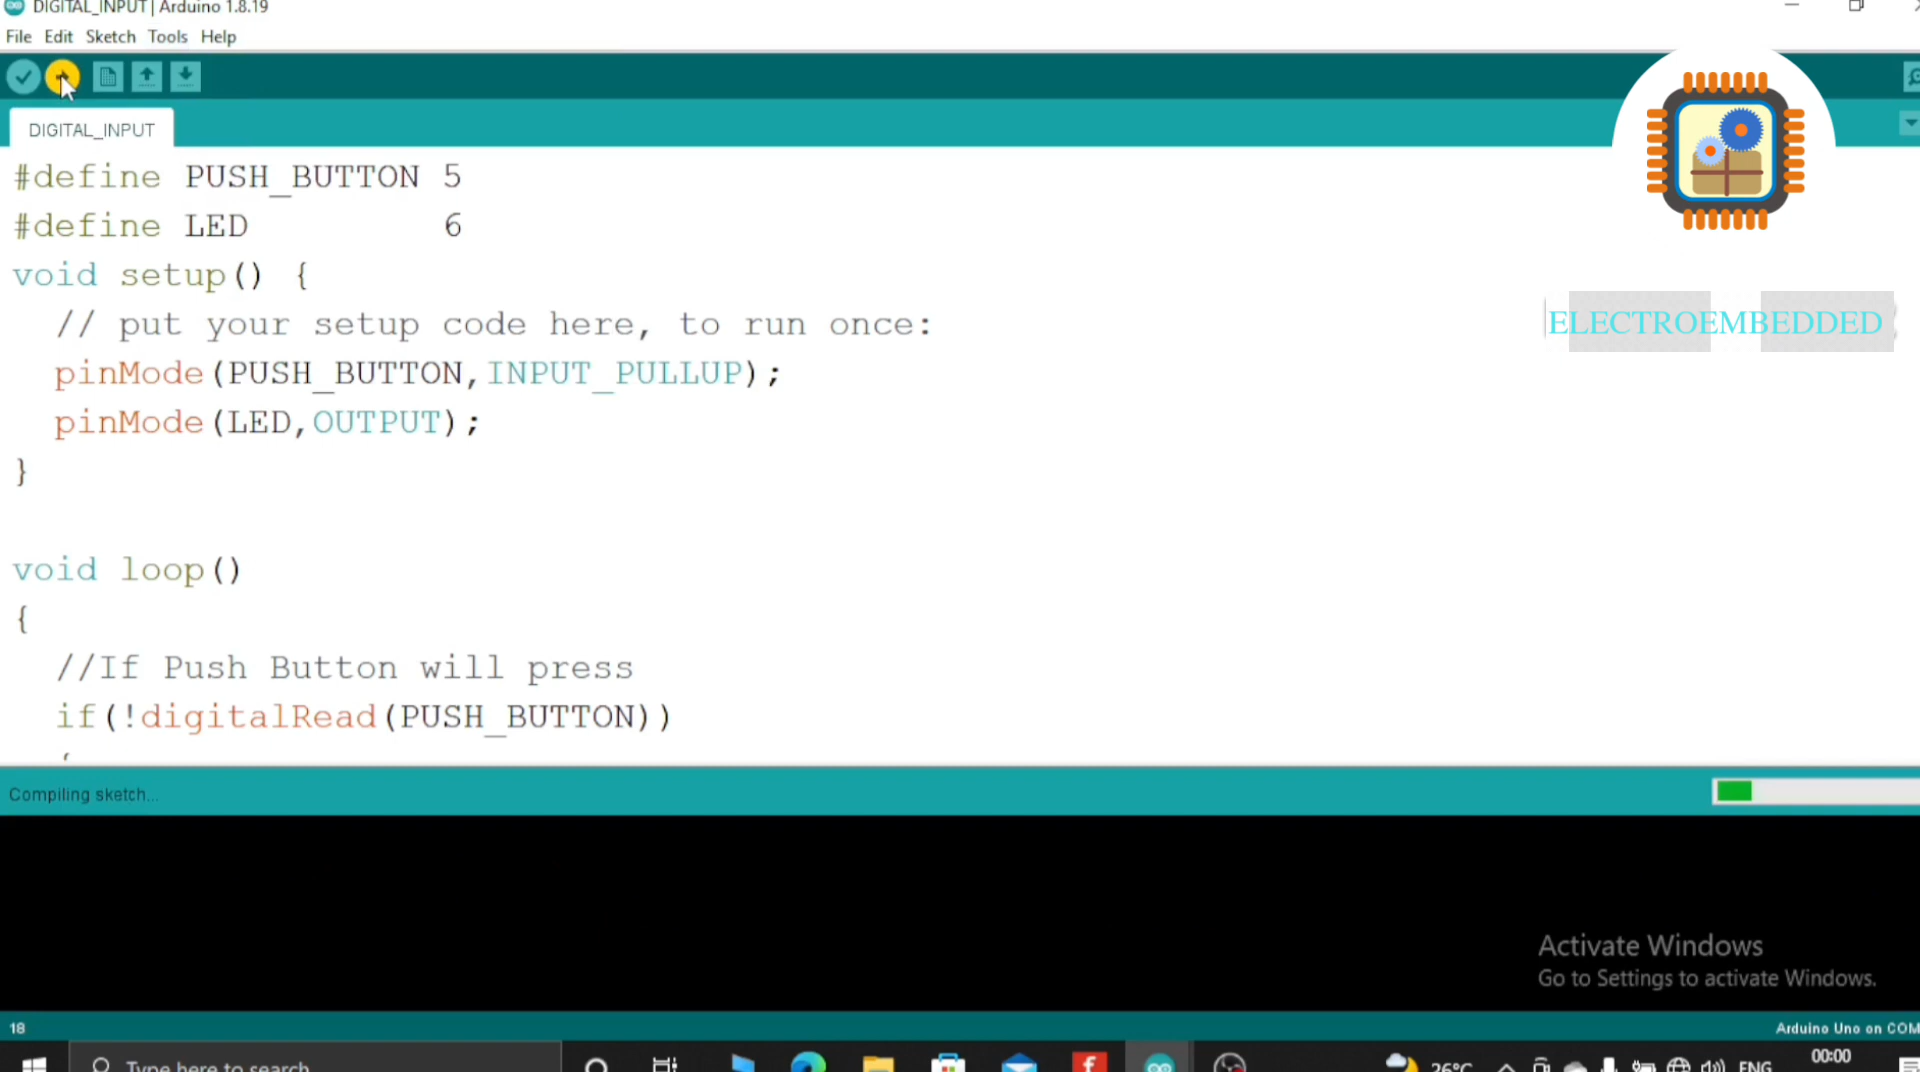 DIGITAL_INPUT | Arduino 1.8.19
File Edit Sketch Tools Help
DIGITAL_INPUT
#define PUSH_BUTTON 5
#define LED 6
void setup() {
// put your setup code here, to run once:
pinMode(PUSH_BUTTON,INPUT_PULLUP);
pinMode(LED,OUTPUT);
}
void loop()
{
//If Push Button will press
if(!digitalRead(PUSH_BUTTON))
ELECTROEMBEDDED
Compiling sketch...
Activate Windows
Go to Settings to activate Windows.
18
Arduino Uno on COM
Type here to search
26°C
ENG
00:00